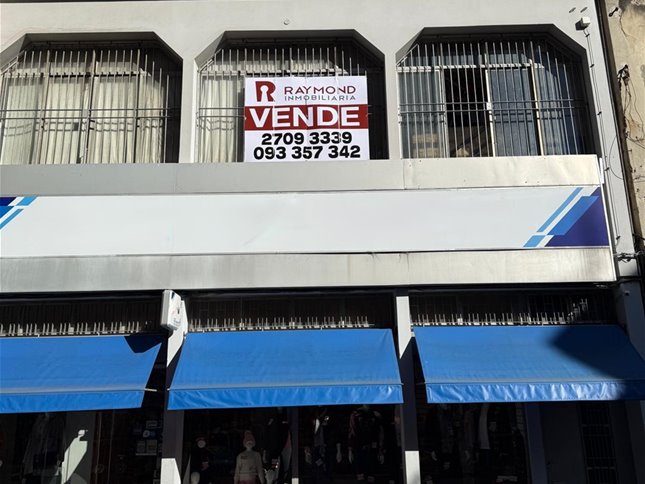 RAYMOND
INMOBILIARIA
VENDE
2709 3339
093 357 342